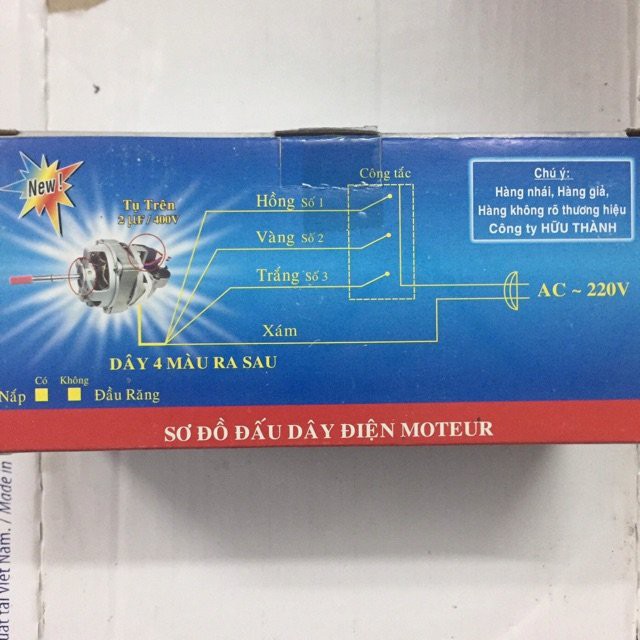 New!
Tụ Trên
2 µF / 400V
Hồng Số 1
Vàng Số 2
Trắng Số 3
Xám
Công tắc
Chú ý:
Hàng nhái, Hàng giả,
Hàng không rõ thương hiệu
Công ty HỮU THÀNH
AC ~ 220V
DÂY 4 MÀU RA SAU
Nắp Có Không Đầu Răng
SƠ ĐỒ ĐẤU DÂY ĐIỆN MOTEUR
uất tại Việt Nam. / Made in